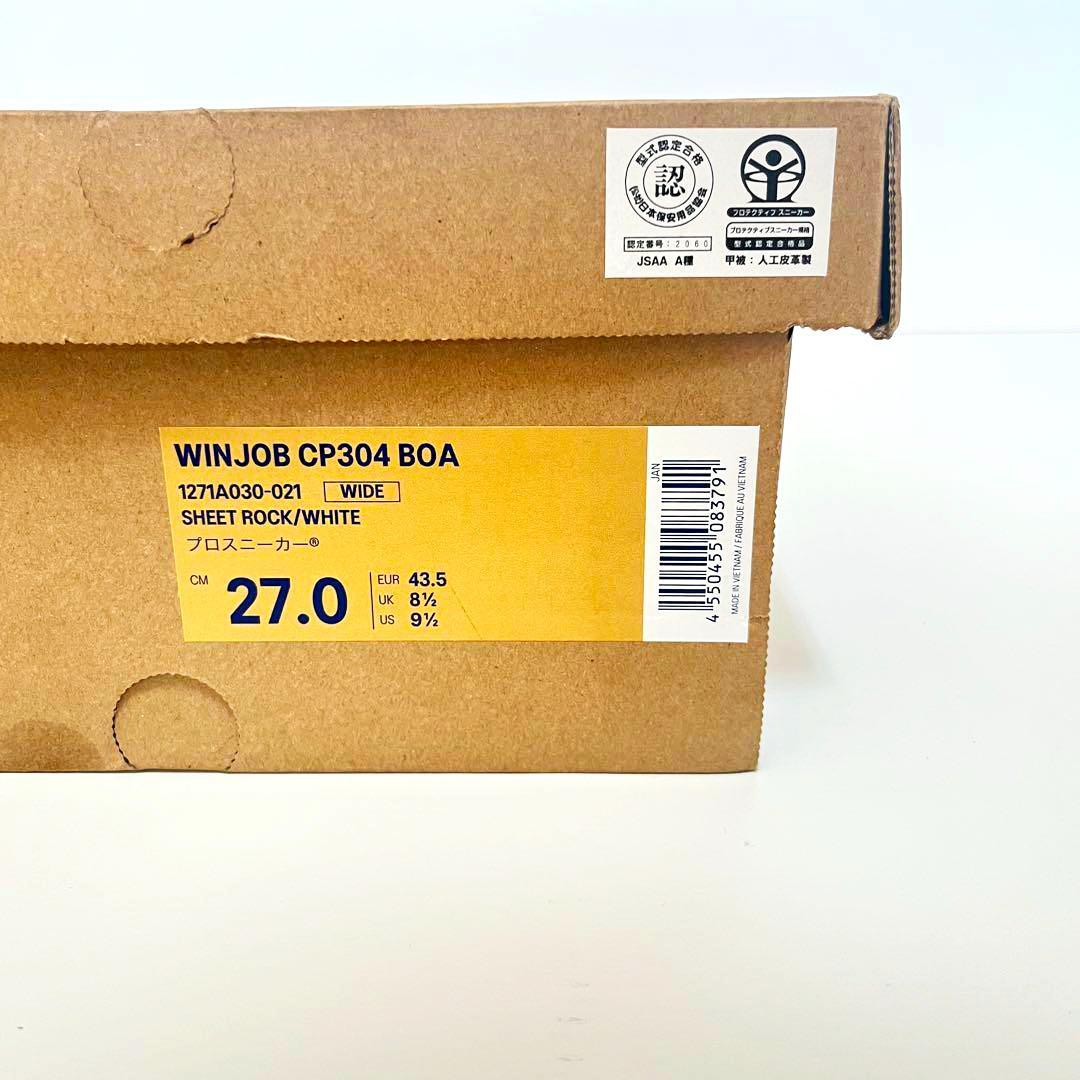 型式認定合格
認
(公社)日本保安用品協会
認定番号:2060
JSAA A種
プロテクティブ スニーカー
プロテクティブスニーカー規格
型式認定合格品
甲被:人工皮革製
WINJOB CP304 BOA
1271A030-021 WIDE
SHEET ROCK/WHITE
プロスニーカー®
CM 27.0
EUR 43.5
UK 8½
US 9½
JAN
4 550455 083791
MADE IN VIETNAM / FABRIQUE AU VIETNAM